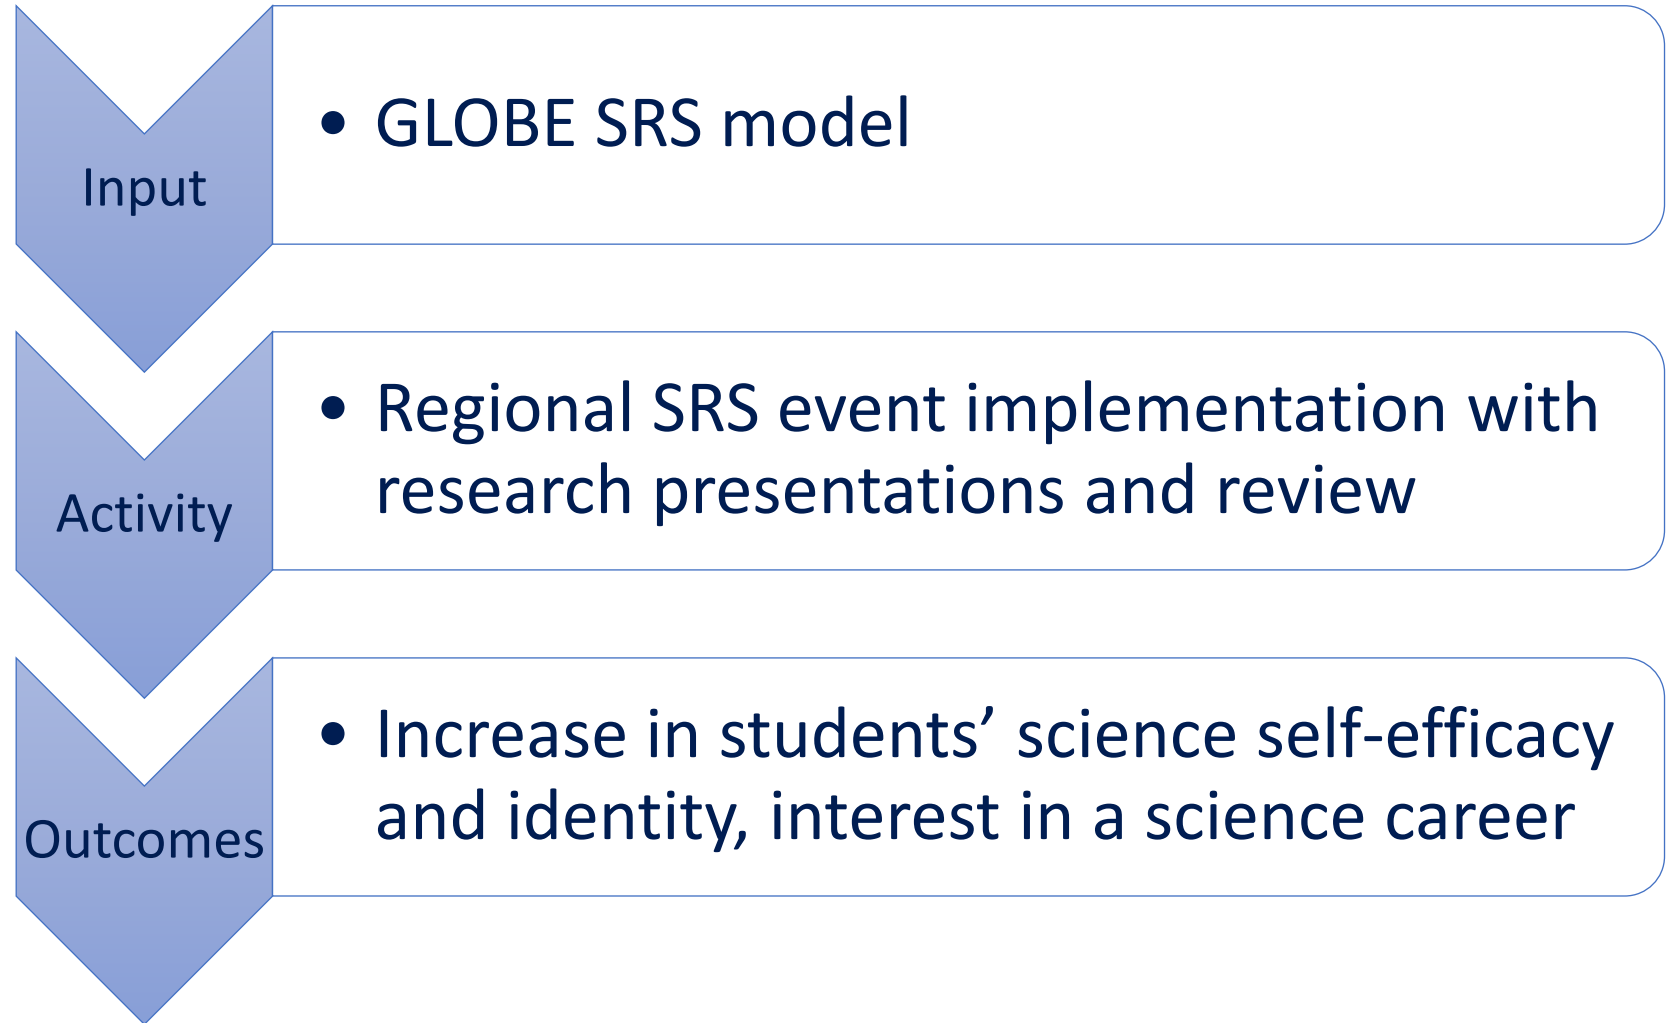 Input
• GLOBE SRS model
Activity
• Regional SRS event implementation with
research presentations and review
Outcomes
• Increase in students’ science self-efficacy
and identity, interest in a science career